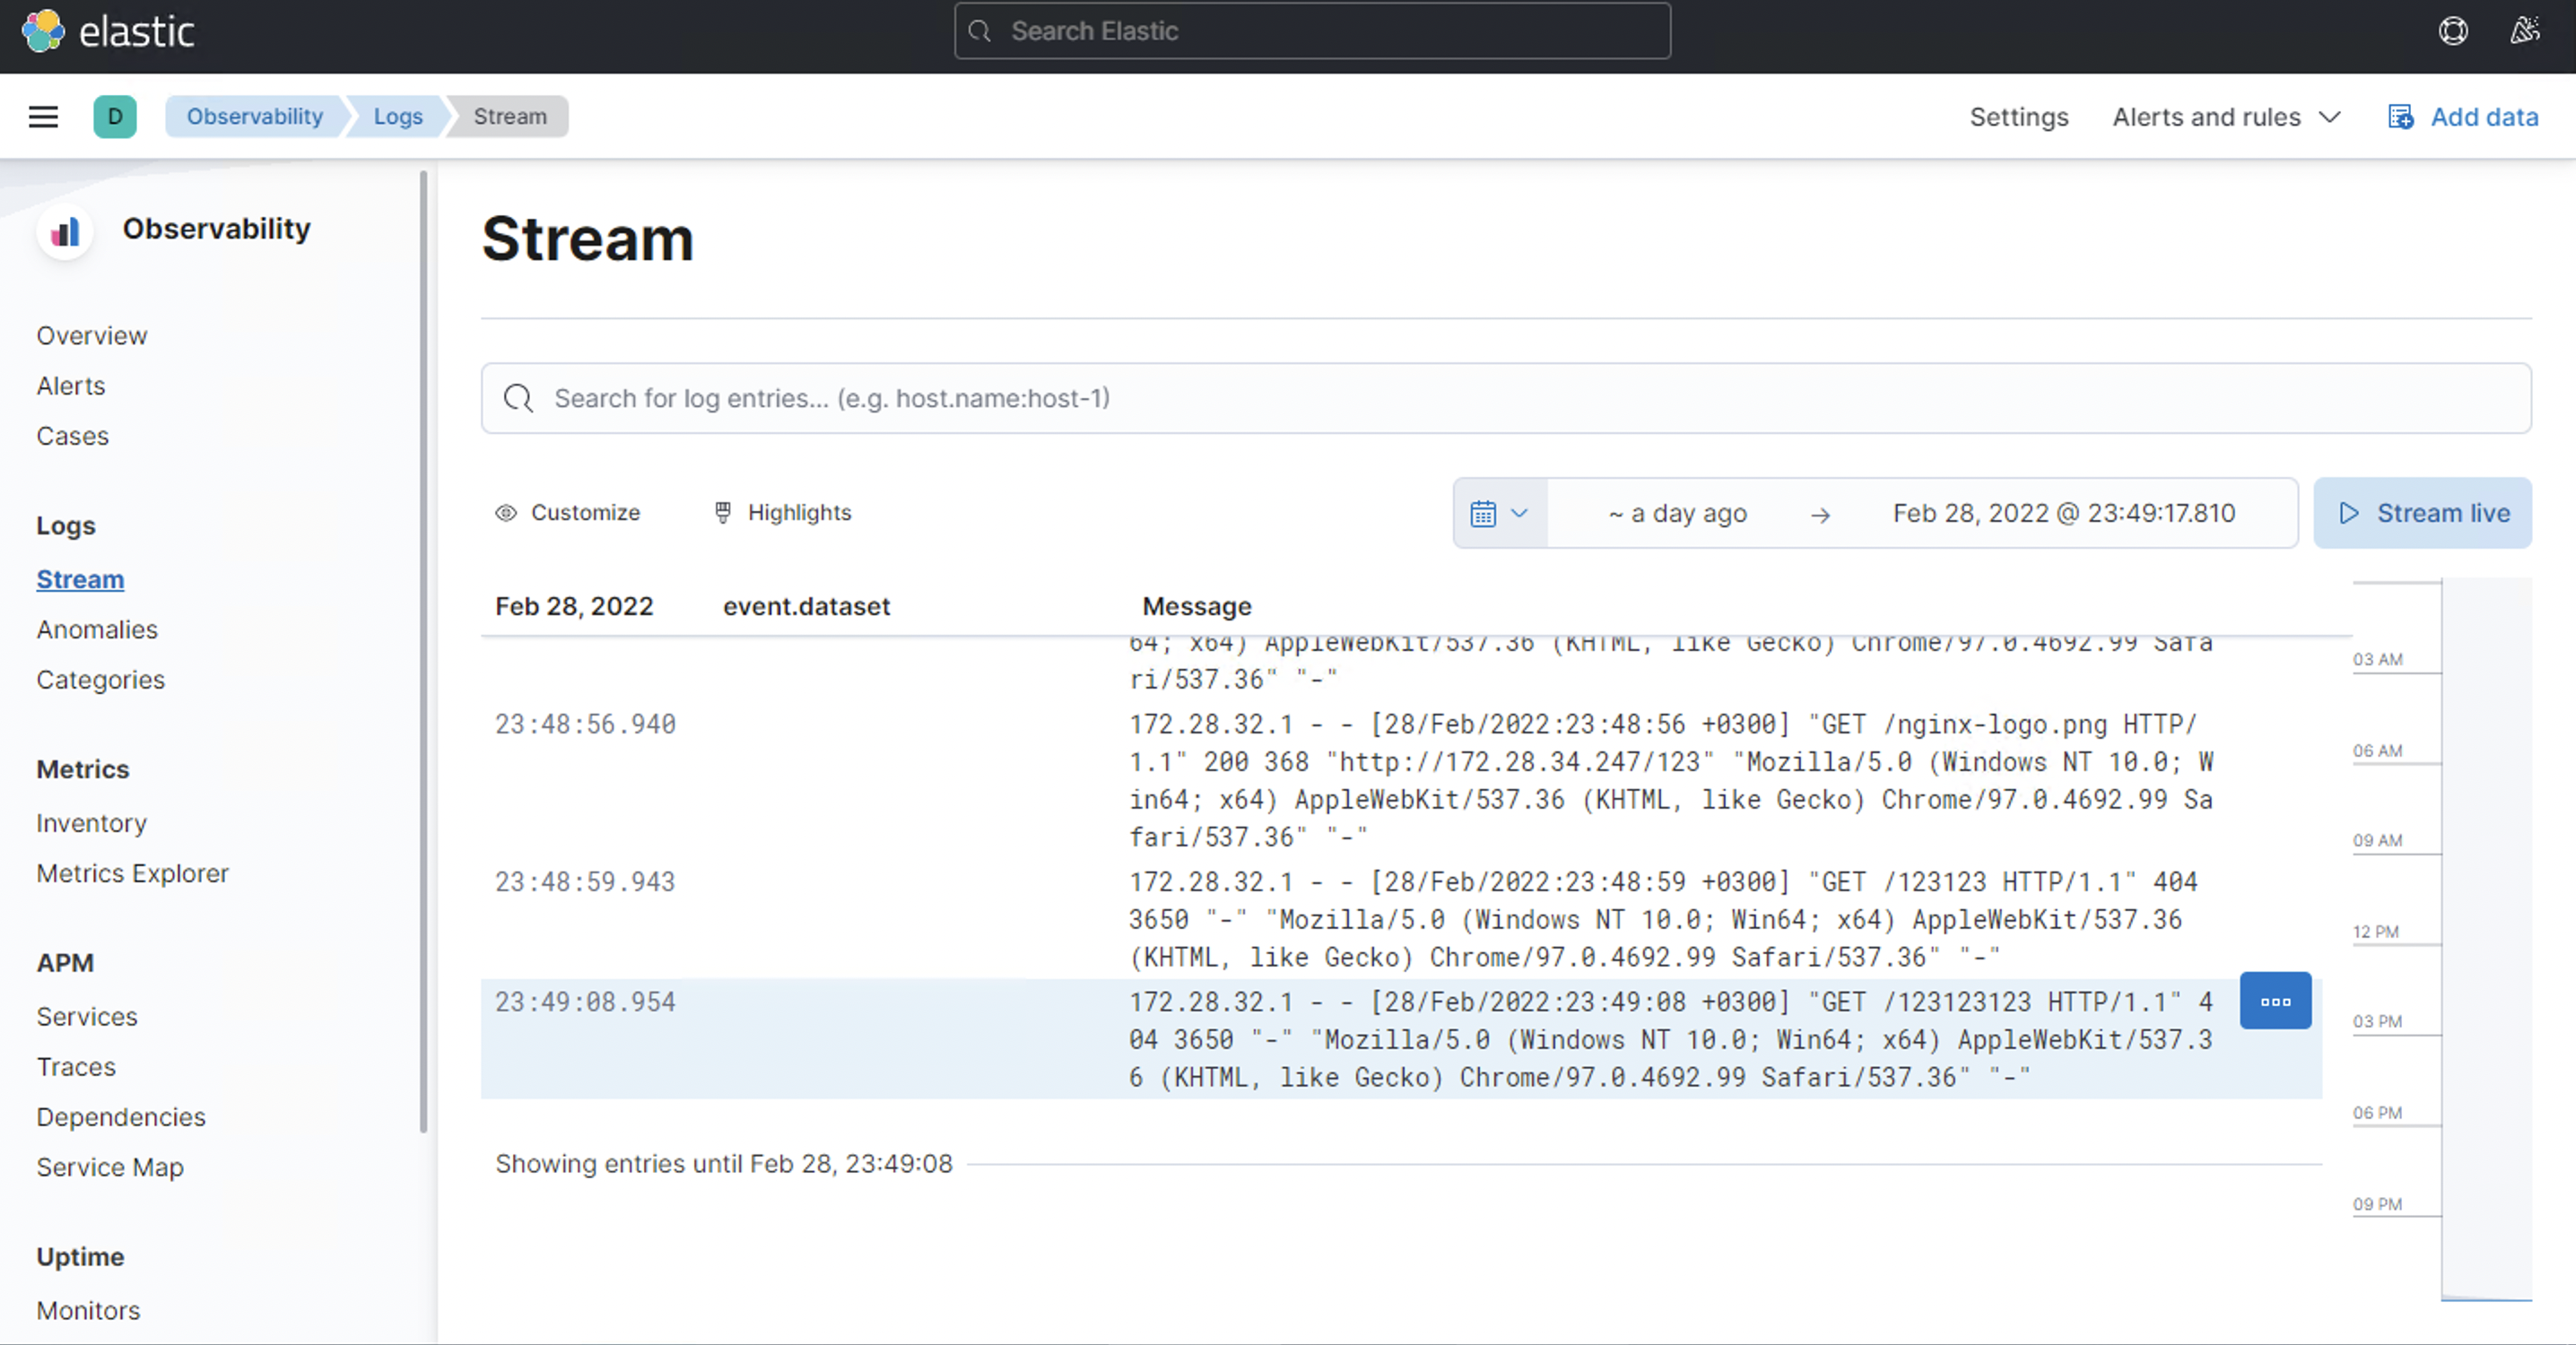 elastic
Search Elastic
D
Observability
Logs
Stream
Settings
Alerts and rules
Add data
Observability
Overview
Alerts
Cases
Logs
Stream
Anomalies
Categories
Metrics
Inventory
Metrics Explorer
APM
Services
Traces
Dependencies
Service Map
Uptime
Monitors
Stream
Search for log entries... (e.g. host.name:host-1)
Customize
Highlights
~ a day ago
→
Feb 28, 2022 @ 23:49:17.810
Stream live
Feb 28, 2022 event.dataset Message
64; x64) AppleWebKit/537.36 (KHTML, like Gecko) Chrome/97.0.4692.99 Safa
ri/537.36" "-"
23:48:56.940 172.28.32.1 - - [28/Feb/2022:23:48:56 +0300] "GET /nginx-logo.png HTTP/
1.1" 200 368 "http://172.28.34.247/123" "Mozilla/5.0 (Windows NT 10.0; W
in64; x64) AppleWebKit/537.36 (KHTML, like Gecko) Chrome/97.0.4692.99 Sa
fari/537.36" "-"
23:48:59.943 172.28.32.1 - - [28/Feb/2022:23:48:59 +0300] "GET /123123 HTTP/1.1" 404
3650 "-" "Mozilla/5.0 (Windows NT 10.0; Win64; x64) AppleWebKit/537.36
(KHTML, like Gecko) Chrome/97.0.4692.99 Safari/537.36" "-"
23:49:08.954 172.28.32.1 - - [28/Feb/2022:23:49:08 +0300] "GET /123123123 HTTP/1.1" 4
04 3650 "-" "Mozilla/5.0 (Windows NT 10.0; Win64; x64) AppleWebKit/537.3
6 (KHTML, like Gecko) Chrome/97.0.4692.99 Safari/537.36" "-"
Showing entries until Feb 28, 23:49:08
03 AM
06 AM
09 AM
12 PM
03 PM
06 PM
09 PM